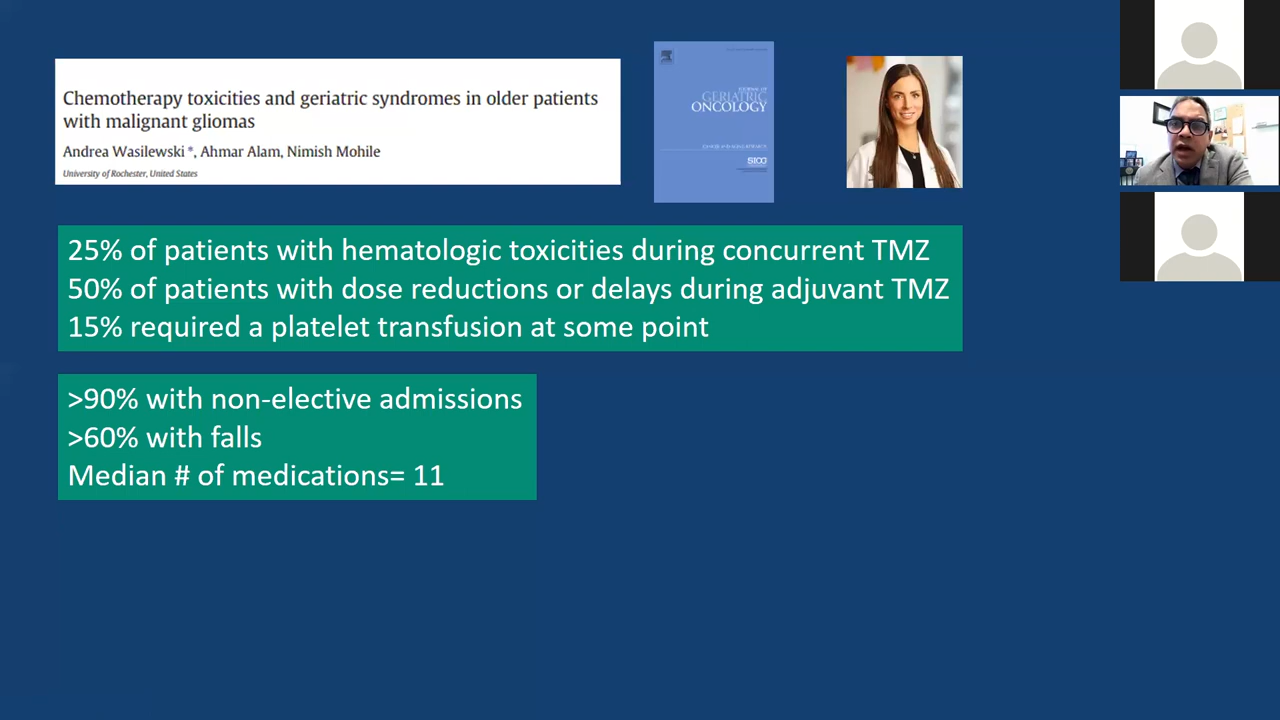 Chemotherapy toxicities and geriatric syndromes in older patients
with malignant gliomas
Andrea Wasilewski *, Ahmar Alam, Nimish Mohile
University of Rochester, United States
JOURNAL OF
GERIATRIC
ONCOLOGY
SIOG
25% of patients with hematologic toxicities during concurrent TMZ
50% of patients with dose reductions or delays during adjuvant TMZ
15% required a platelet transfusion at some point
>90% with non-elective admissions
>60% with falls
Median # of medications= 11